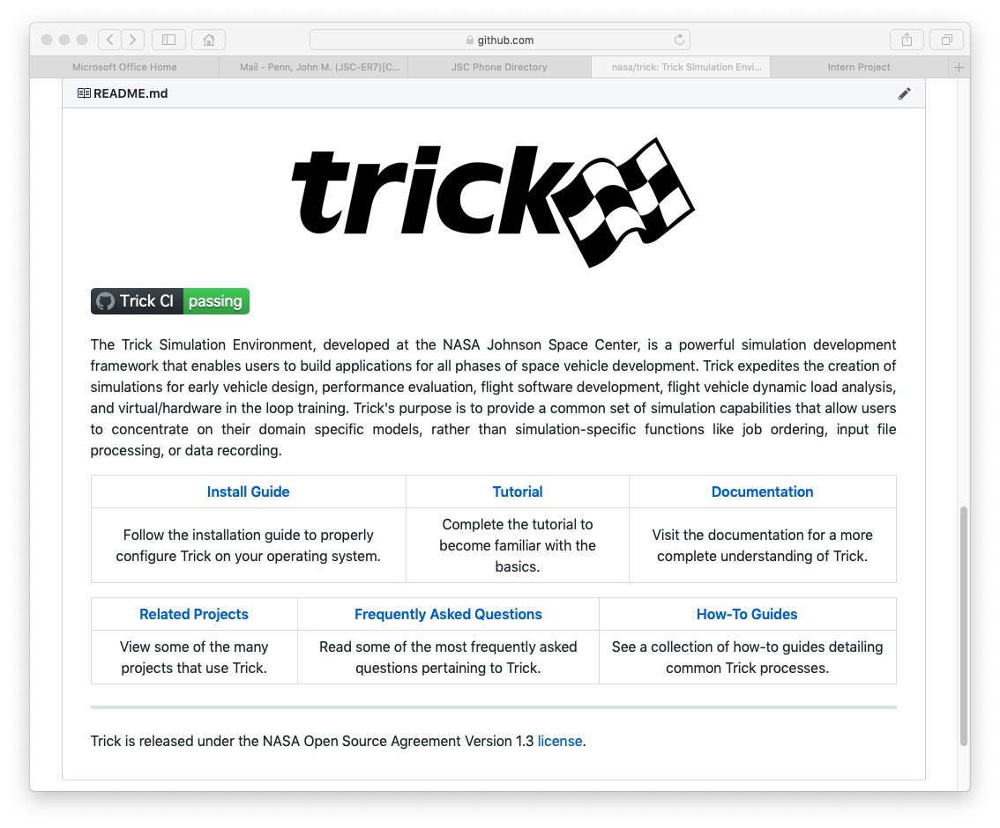 github.com
Microsoft Office Home
Mail - Penn, John M. (JSC-ER7)[C...
JSC Phone Directory
nasa/trick: Trick Simulation Envi...
Intern Project
README.md
trick
Trick CI passing
The Trick Simulation Environment, developed at the NASA Johnson Space Center, is a powerful simulation development
framework that enables users to build applications for all phases of space vehicle development. Trick expedites the creation of
simulations for early vehicle design, performance evaluation, flight software development, flight vehicle dynamic load analysis,
and virtual/hardware in the loop training. Trick's purpose is to provide a common set of simulation capabilities that allow users
to concentrate on their domain specific models, rather than simulation-specific functions like job ordering, input file
processing, or data recording.
Install Guide
Follow the installation guide to properly
configure Trick on your operating system.
Tutorial
Complete the tutorial to
become familiar with the
basics.
Documentation
Visit the documentation for a more
complete understanding of Trick.
Related Projects
View some of the many
projects that use Trick.
Frequently Asked Questions
Read some of the most frequently asked
questions pertaining to Trick.
How-To Guides
See a collection of how-to guides detailing
common Trick processes.
Trick is released under the NASA Open Source Agreement Version 1.3 license.